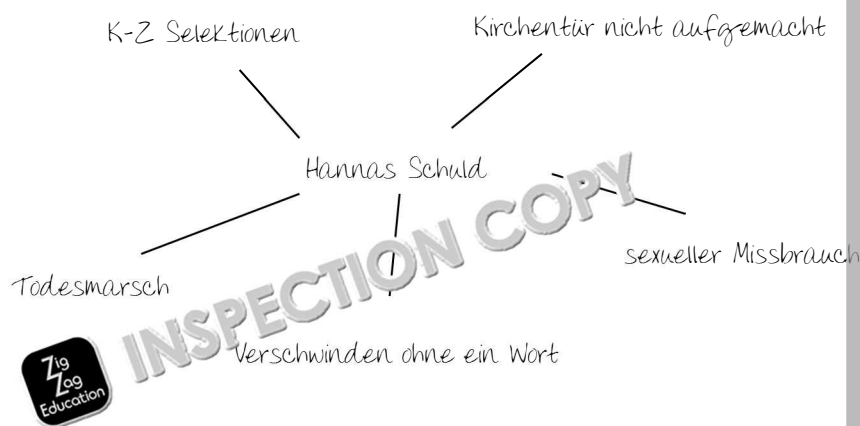 K-Z Selektionen
Kirchentür nicht aufgemacht
Hannas Schuld
sexueller Missbrauch
Todesmarsch
Verschwinden ohne ein Wort
INSPECTION COPY
Zig
Zag
Education